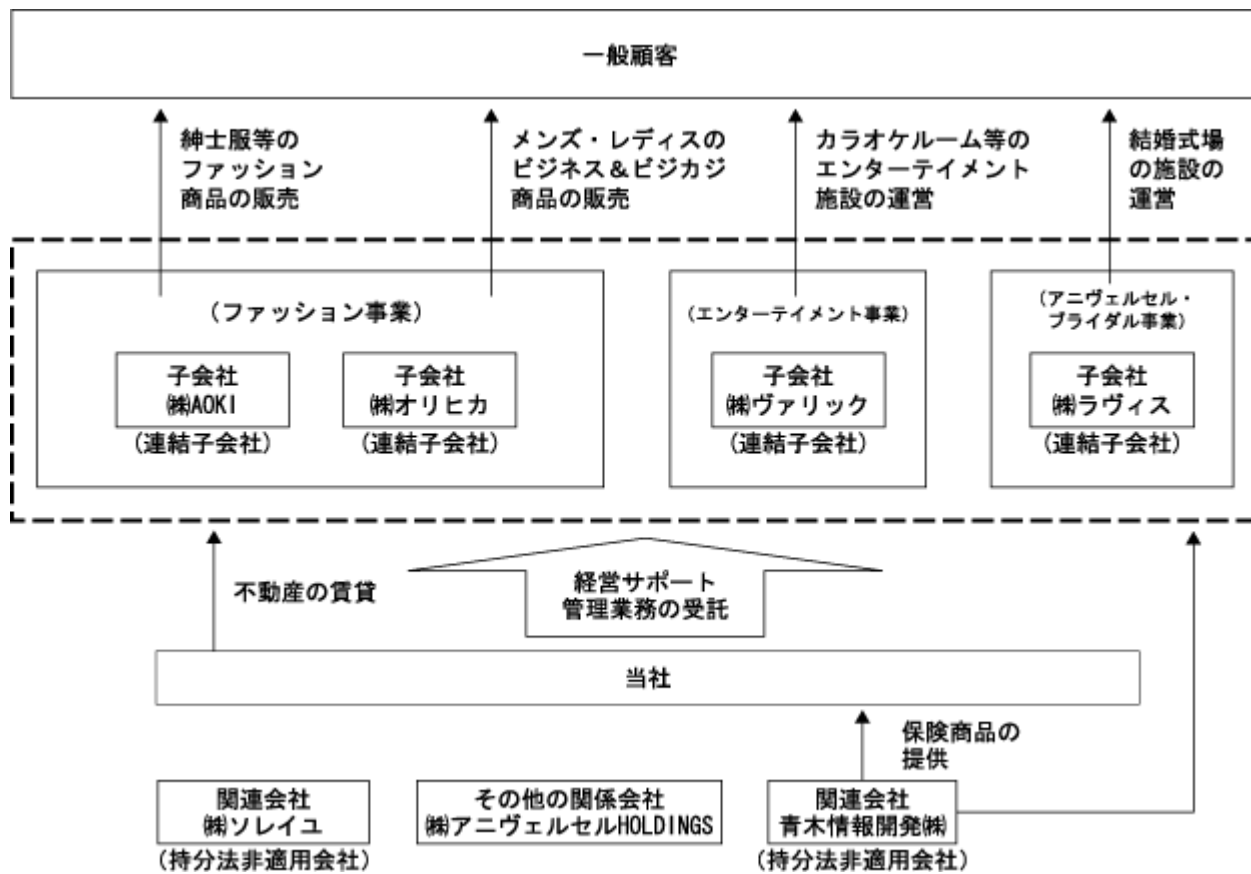 一般顧客
紳士服等の
ファッション
商品の販売
メンズ・レディスの
ビジネス＆ビジカジ
商品の販売
カラオケルーム等の
エンターテイメント
施設の運営
結婚式場
の施設の
運営
(ファッション事業)
子会社
㈱AOKI
(連結子会社)
子会社
㈱オリヒカ
(連結子会社)
(エンターテイメント事業)
子会社
㈱ヴァリック
(連結子会社)
(アニヴェルセル・
ブライダル事業)
子会社
㈱ラヴィス
(連結子会社)
不動産の賃貸
経営サポート
管理業務の受託
当社
保険商品の
提供
関連会社
㈱ソレイユ
(持分法非適用会社)
その他の関係会社
㈱アニヴェルセルHOLDINGS
関連会社
青木情報開発㈱
(持分法非適用会社)